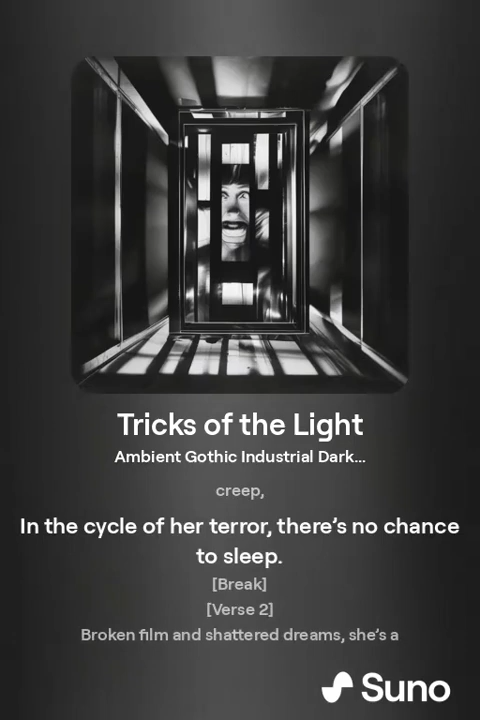 Tricks of the Light
Ambient Gothic Industrial Dark...
creep,
In the cycle of her terror, there's no chance
to sleep.
[Break]
[Verse 2]
Broken film and shattered dreams, she's a
Suno